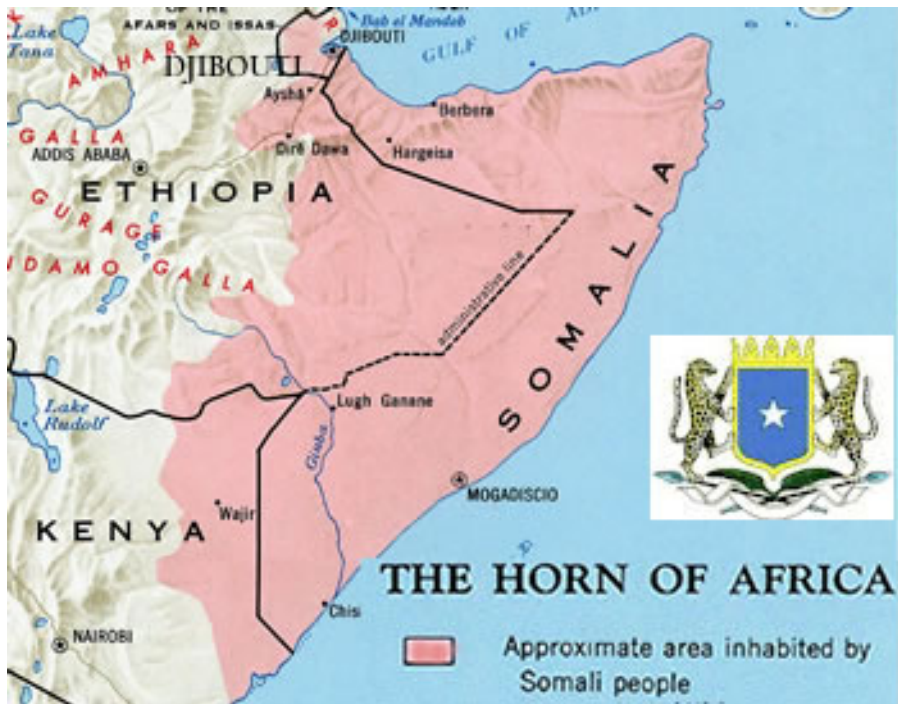 OF THE
AFARS AND ISSAS
Bab el Mandeb
Lake
Tana
DJIBOUTI
GULF OF
AMHARA
DJIBOUTI
Ayshā
Berbera
GALLA
ADDIS ABABA
Dirē Dawa
Hargeisa
ETHIOPIA
GURAGE
GALLA
administrative line
SOMALIA
Lake
Rudolf
Lugh Ganane
Giuba
MOGADISCIO
Wajir
KENYA
THE HORN OF AFRICA
Chisi
NAIROBI
Approximate area inhabited by
Somali people